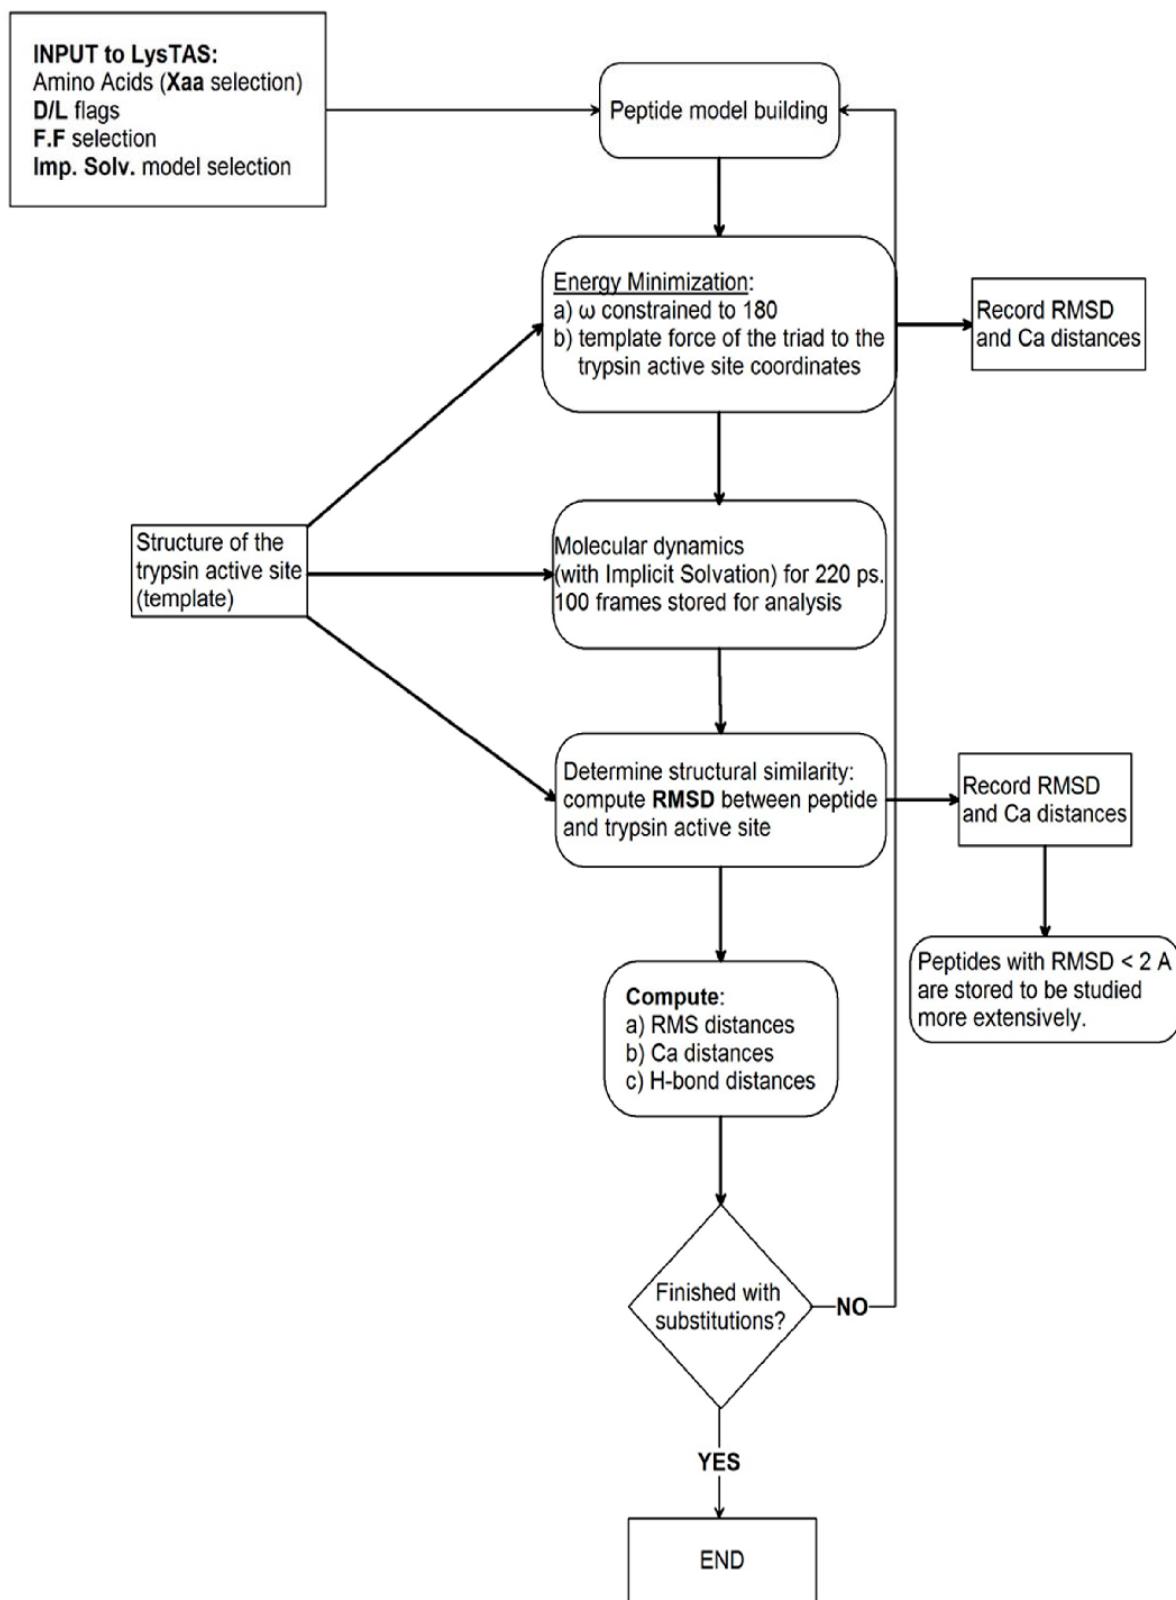 INPUT to LysTAS:
Amino Acids (Xaa selection)
D/L flags
F.F selection
Imp. Solv. model selection
Peptide model building
Energy Minimization:
a) ω constrained to 180
b) template force of the triad to the
trypsin active site coordinates
Record RMSD
and Ca distances
Structure of the
trypsin active site
(template)
Molecular dynamics
(with Implicit Solvation) for 220 ps.
100 frames stored for analysis
Determine structural similarity:
compute RMSD between peptide
and trypsin active site
Record RMSD
and Ca distances
Peptides with RMSD < 2 A
are stored to be studied
more extensively.
Compute:
a) RMS distances
b) Ca distances
c) H-bond distances
Finished with
substitutions?
NO
YES
END